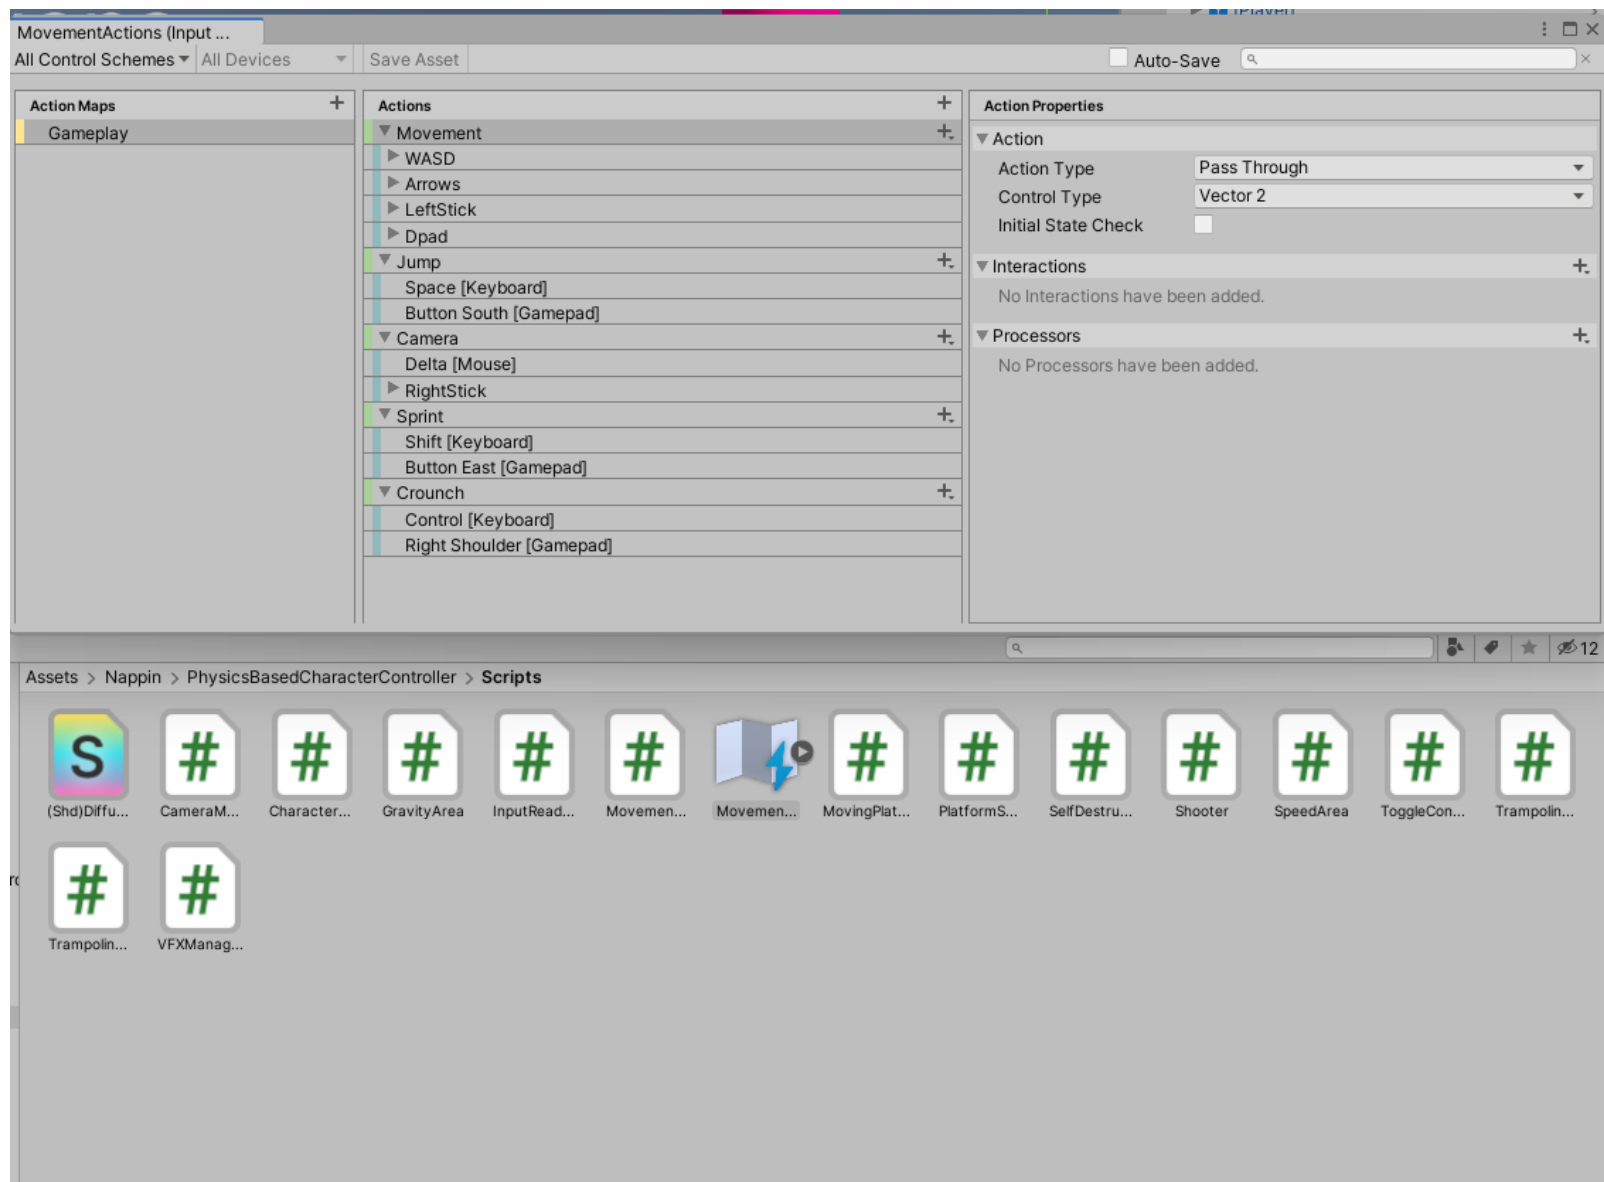 MovementActions (Input ...
All Control Schemes
All Devices
Save Asset
Auto-Save
Action Maps
Gameplay
Actions
Movement
WASD
Arrows
LeftStick
Dpad
Jump
Space [Keyboard]
Button South [Gamepad]
Camera
Delta [Mouse]
RightStick
Sprint
Shift [Keyboard]
Button East [Gamepad]
Crounch
Control [Keyboard]
Right Shoulder [Gamepad]
Action Properties
Action
Action Type
Pass Through
Control Type
Vector 2
Initial State Check
Interactions
No Interactions have been added.
Processors
No Processors have been added.
12
Assets > Nappin > PhysicsBasedCharacterController > Scripts
S
(Shd)Diffu...
# CameraM...
# Character...
# GravityArea
# InputRead...
# Movemen...
Movemen...
# MovingPlat...
# PlatformS...
# SelfDestru...
# Shooter
# SpeedArea
# ToggleCon...
# Trampolin...
# Trampolin...
# VFXManag...